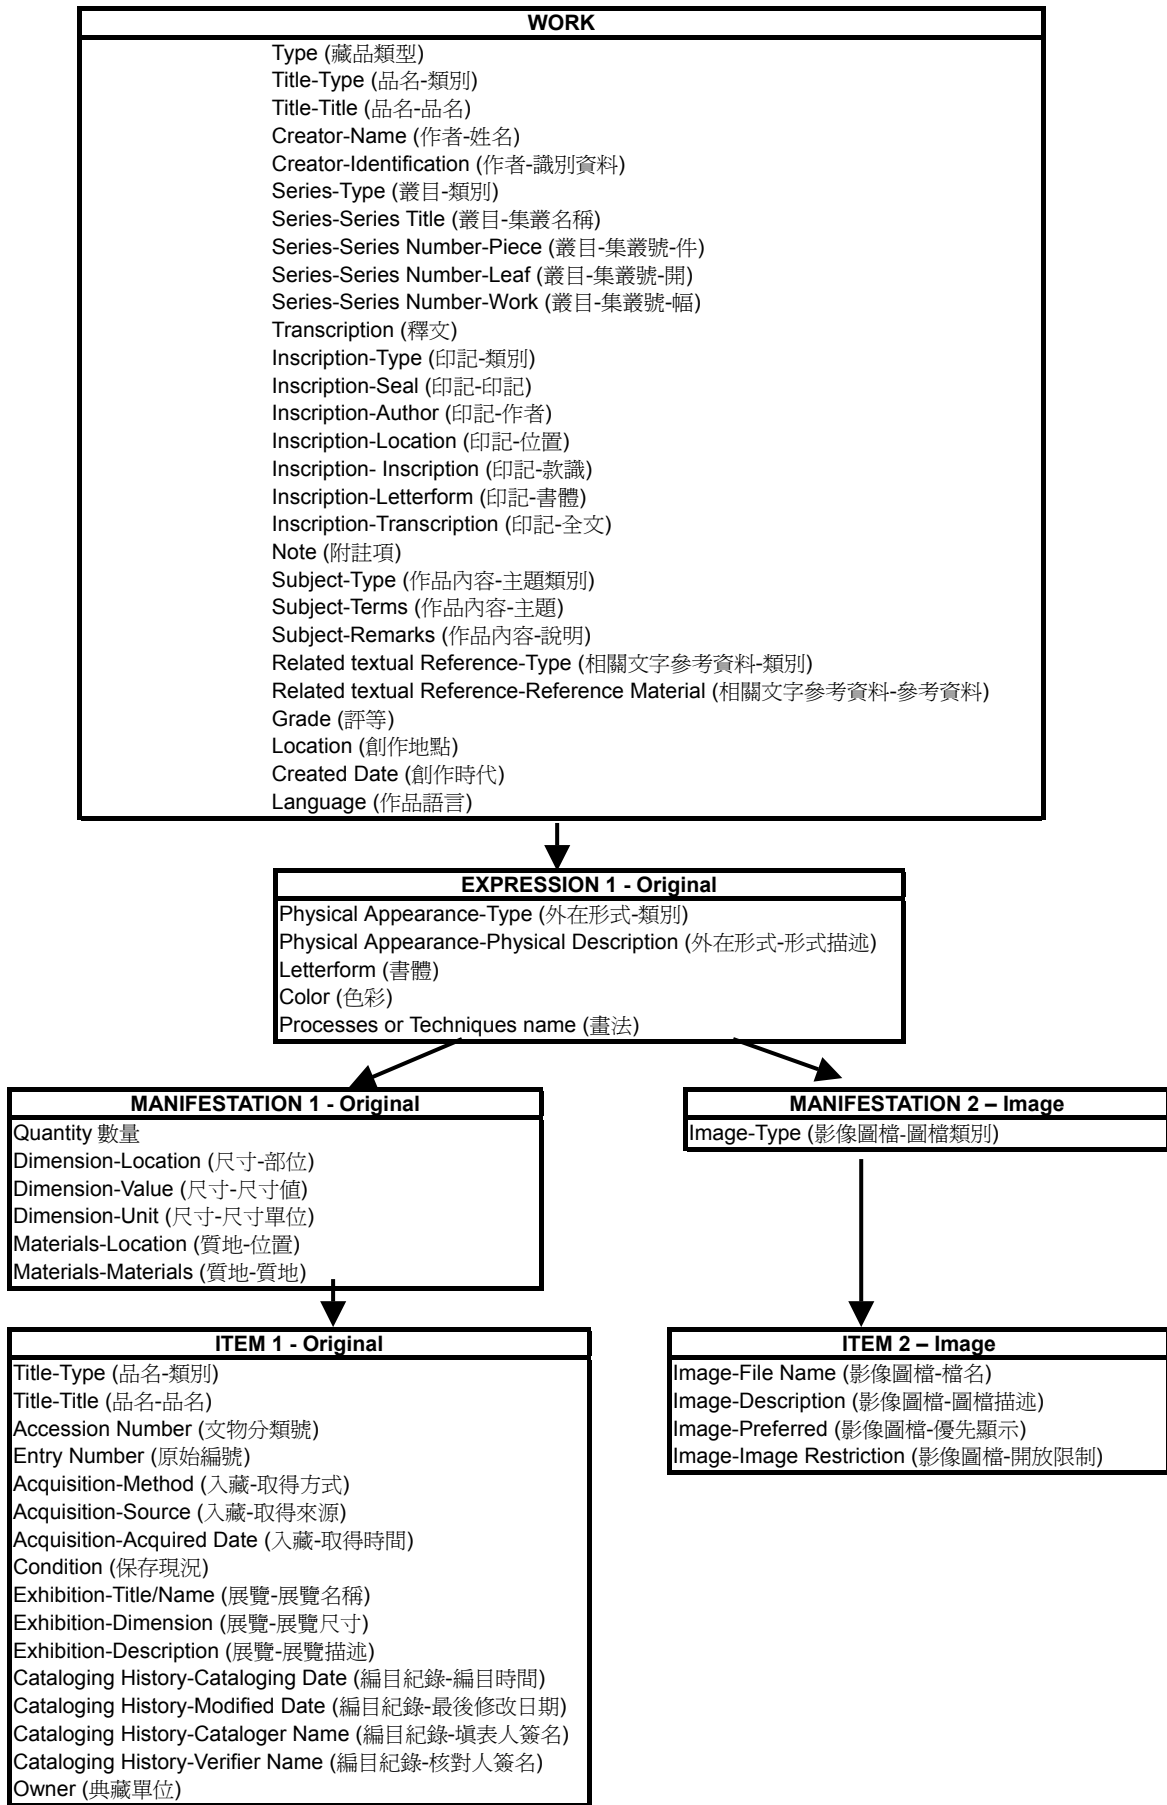 WORK
Type (藏品類型)
Title-Type (品名-類別)
Title-Title (品名-品名)
Creator-Name (作者-姓名)
Creator-Identification (作者-識別資料)
Series-Type (叢目-類別)
Series-Series Title (叢目-集叢名稱)
Series-Series Number-Piece (叢目-集叢號-件)
Series-Series Number-Leaf (叢目-集叢號-開)
Series-Series Number-Work (叢目-集叢號-幅)
Transcription (釋文)
Inscription-Type (印記-類別)
Inscription-Seal (印記-印記)
Inscription-Author (印記-作者)
Inscription-Location (印記-位置)
Inscription- Inscription (印記-款識)
Inscription-Letterform (印記-書體)
Inscription-Transcription (印記-全文)
Note (附註項)
Subject-Type (作品內容-主題類別)
Subject-Terms (作品內容-主題)
Subject-Remarks (作品內容-說明)
Related textual Reference-Type (相關文字參考資料-類別)
Related textual Reference-Reference Material (相關文字參考資料-參考資料)
Grade (評等)
Location (創作地點)
Created Date (創作時代)
Language (作品語言)
EXPRESSION 1 - Original
Physical Appearance-Type (外在形式-類別)
Physical Appearance-Physical Description (外在形式-形式描述)
Letterform (書體)
Color (色彩)
Processes or Techniques name (畫法)
MANIFESTATION 1 - Original
Quantity 數量
Dimension-Location (尺寸-部位)
Dimension-Value (尺寸-尺寸值)
Dimension-Unit (尺寸-尺寸單位)
Materials-Location (質地-位置)
Materials-Materials (質地-質地)
MANIFESTATION 2 – Image
Image-Type (影像圖檔-圖檔類別)
ITEM 1 - Original
Title-Type (品名-類別)
Title-Title (品名-品名)
Accession Number (文物分類號)
Entry Number (原始編號)
Acquisition-Method (入藏-取得方式)
Acquisition-Source (入藏-取得來源)
Acquisition-Acquired Date (入藏-取得時間)
Condition (保存現況)
Exhibition-Title/Name (展覽-展覽名稱)
Exhibition-Dimension (展覽-展覽尺寸)
Exhibition-Description (展覽-展覽描述)
Cataloging History-Cataloging Date (編目紀錄-編目時間)
Cataloging History-Modified Date (編目紀錄-最後修改日期)
Cataloging History-Cataloger Name (編目紀錄-填表人簽名)
Cataloging History-Verifier Name (編目紀錄-核對人簽名)
Owner (典藏單位)
ITEM 2 – Image
Image-File Name (影像圖檔-檔名)
Image-Description (影像圖檔-圖檔描述)
Image-Preferred (影像圖檔-優先顯示)
Image-Image Restriction (影像圖檔-開放限制)